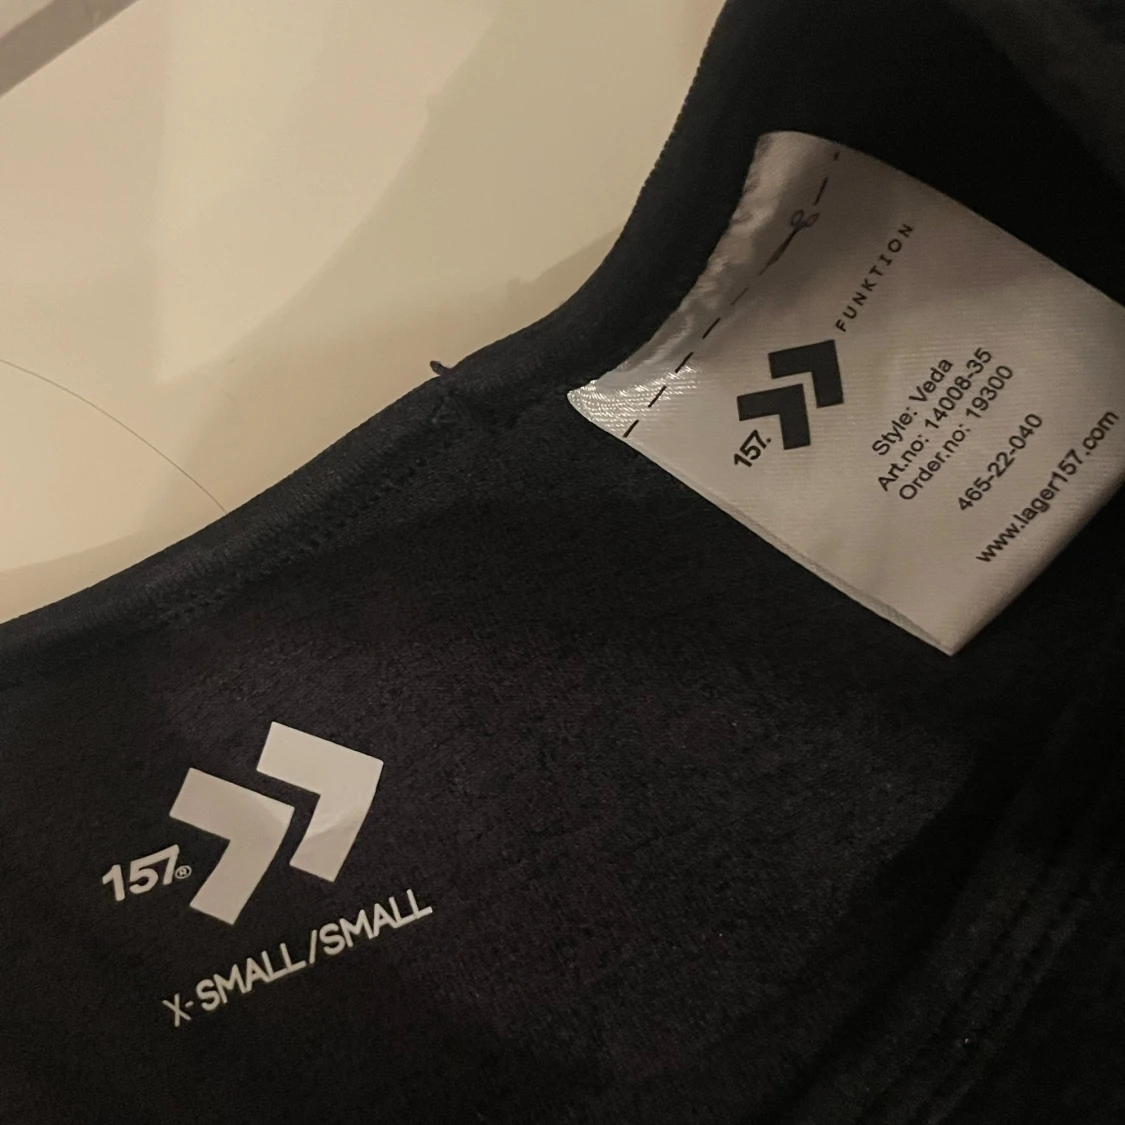 157.
FUNKTION
Style: Veda
Art.no: 14008-35
Order.no: 19300
465-22-040
www.lager157.com
157®
X-SMALL/SMALL